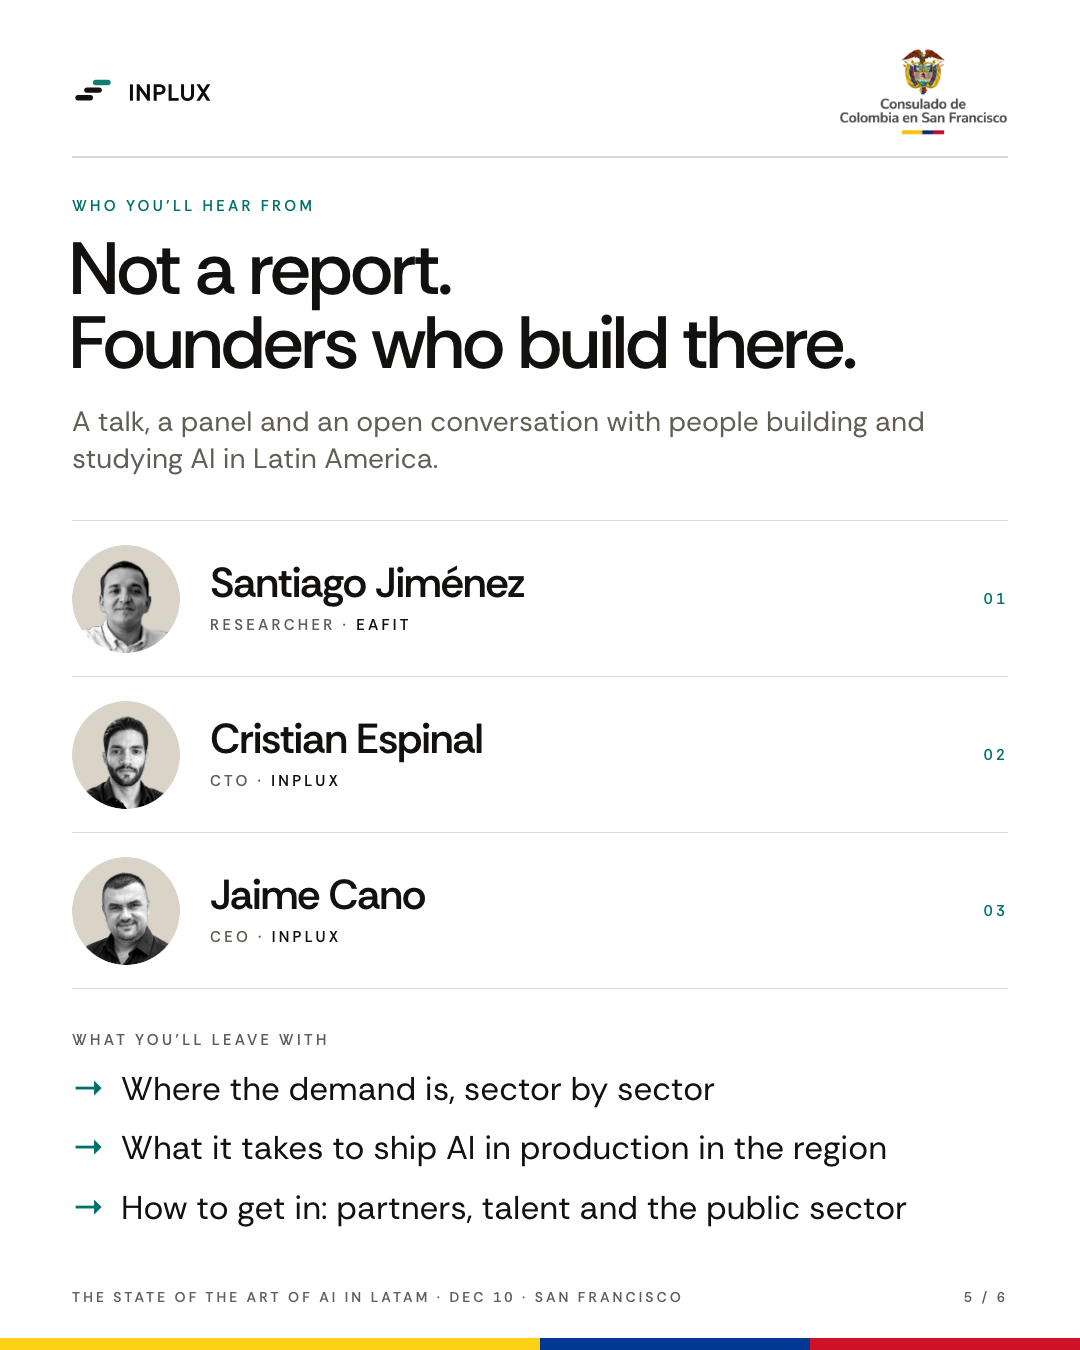 INPLUX
Consulado de
Colombia en San Francisco
WHO YOU’LL HEAR FROM
Not a report.
Founders who build there.
A talk, a panel and an open conversation with people building and
studying AI in Latin America.
Santiago Jiménez
RESEARCHER · EAFIT
01
Cristian Espinal
CTO · INPLUX
02
Jaime Cano
CEO · INPLUX
03
WHAT YOU’LL LEAVE WITH
→ Where the demand is, sector by sector
→ What it takes to ship AI in production in the region
→ How to get in: partners, talent and the public sector
THE STATE OF THE ART OF AI IN LATAM · DEC 10 · SAN FRANCISCO
5 / 6